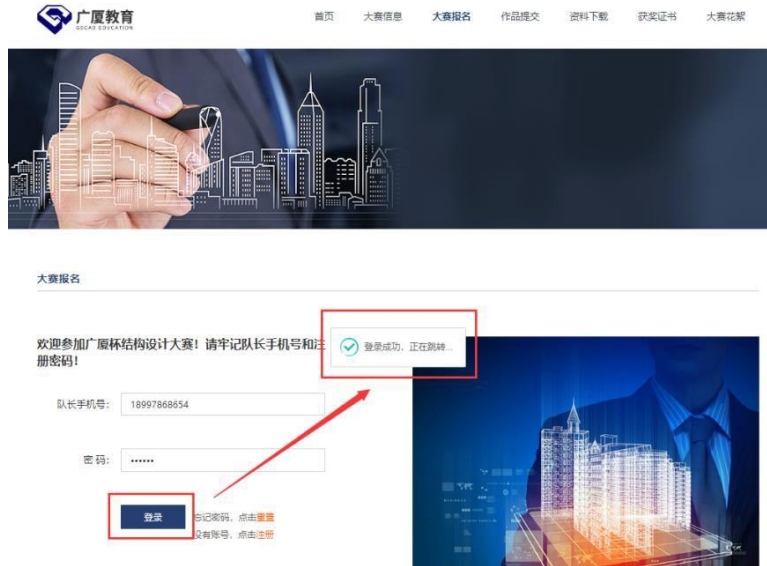 广厦教育
GSCAD EDUCATION
首页 大赛信息 大赛报名 作品提交 资料下载 获奖证书 大赛花絮
大赛报名
欢迎参加广厦杯结构设计大赛！请牢记队长手机号和注
册密码！
登录成功，正在跳转...
队长手机号： 18997868654
密 码： ••••••
登录
忘记密码，点击重置
没有账号，点击注册